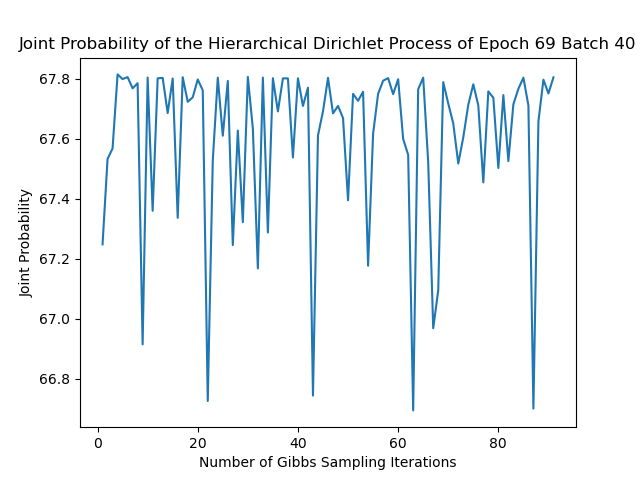 Joint Probability of the Hierarchical Dirichlet Process of Epoch 69 Batch 40
67.8
67.6
67.4
67.2
67.0
66.8
Joint Probability
0 20 40 60 80
Number of Gibbs Sampling Iterations